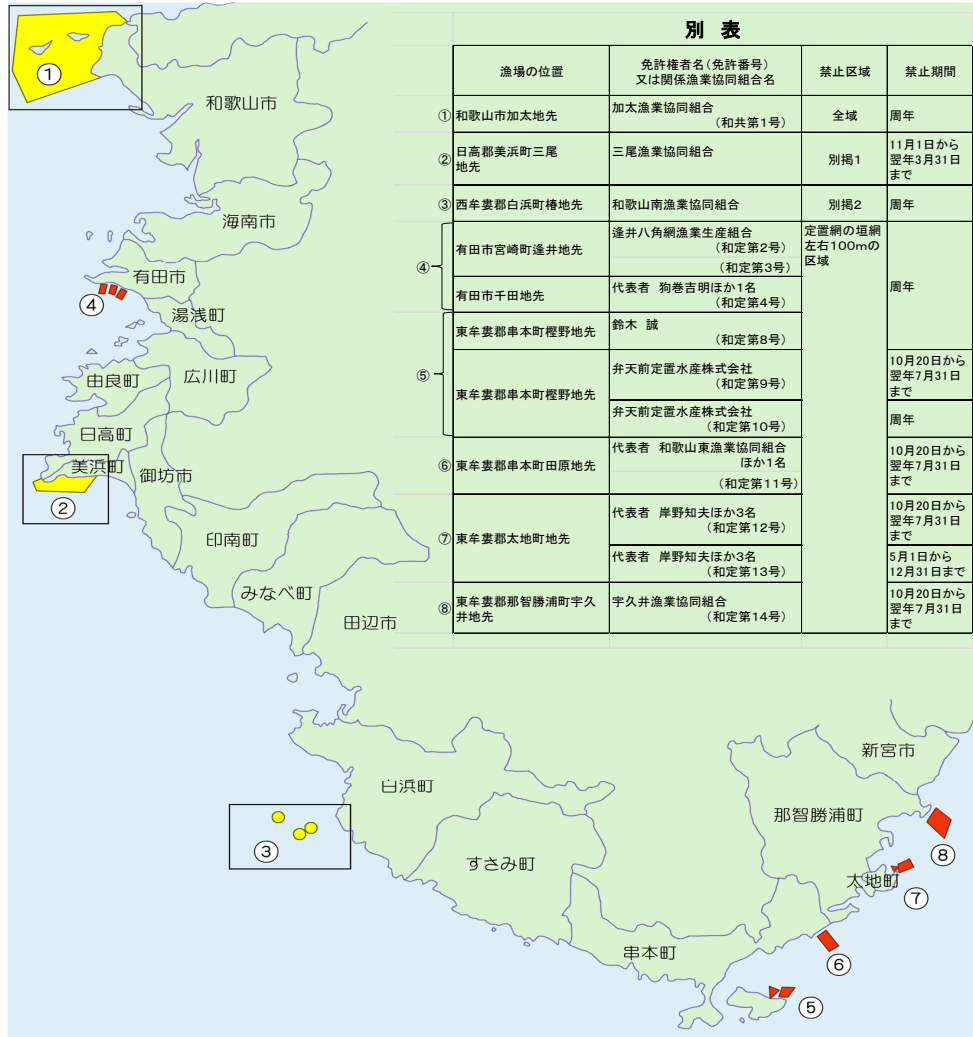 別 表
漁場の位置
免許権者名(免許番号)
又は関係漁業協同組合名
禁止区域
禁止期間
①
和歌山市加太地先
加太漁業協同組合
(和共第1号)
全域
周年
②
日高郡美浜町三尾
地先
三尾漁業協同組合
別掲1
11月1日から
翌年3月31日
まで
③
西牟婁郡白浜町椿地先
和歌山南漁業協同組合
別掲2
周年
④
有田市宮崎町逢井地先
逢井八角網漁業生産組合
(和定第2号)
(和定第3号)
定置網の垣網
左右100mの
区域
周年
有田市千田地先
代表者 狗巻吉明ほか1名
(和定第4号)
⑤
東牟婁郡串本町樫野地先
鈴木 誠
(和定第8号)
東牟婁郡串本町樫野地先
弁天前定置水産株式会社
(和定第9号)
10月20日から
翌年7月31日
まで
弁天前定置水産株式会社
(和定第10号)
周年
⑥
東牟婁郡串本町田原地先
代表者 和歌山東漁業協同組合
ほか1名
(和定第11号)
10月20日から
翌年7月31日
まで
⑦
東牟婁郡太地町地先
代表者 岸野知夫ほか3名
(和定第12号)
10月20日から
翌年7月31日
まで
代表者 岸野知夫ほか3名
(和定第13号)
5月1日から
12月31日まで
⑧
東牟婁郡那智勝浦町宇久
井地先
宇久井漁業協同組合
(和定第14号)
10月20日から
翌年7月31日
まで
①
和歌山市
海南市
有田市
④
湯浅町
広川町
由良町
日高町
美浜町
御坊市
②
印南町
みなべ町
田辺市
白浜町
③
すさみ町
串本町
新宮市
那智勝浦町
⑧
太地町
⑦
⑥
⑤